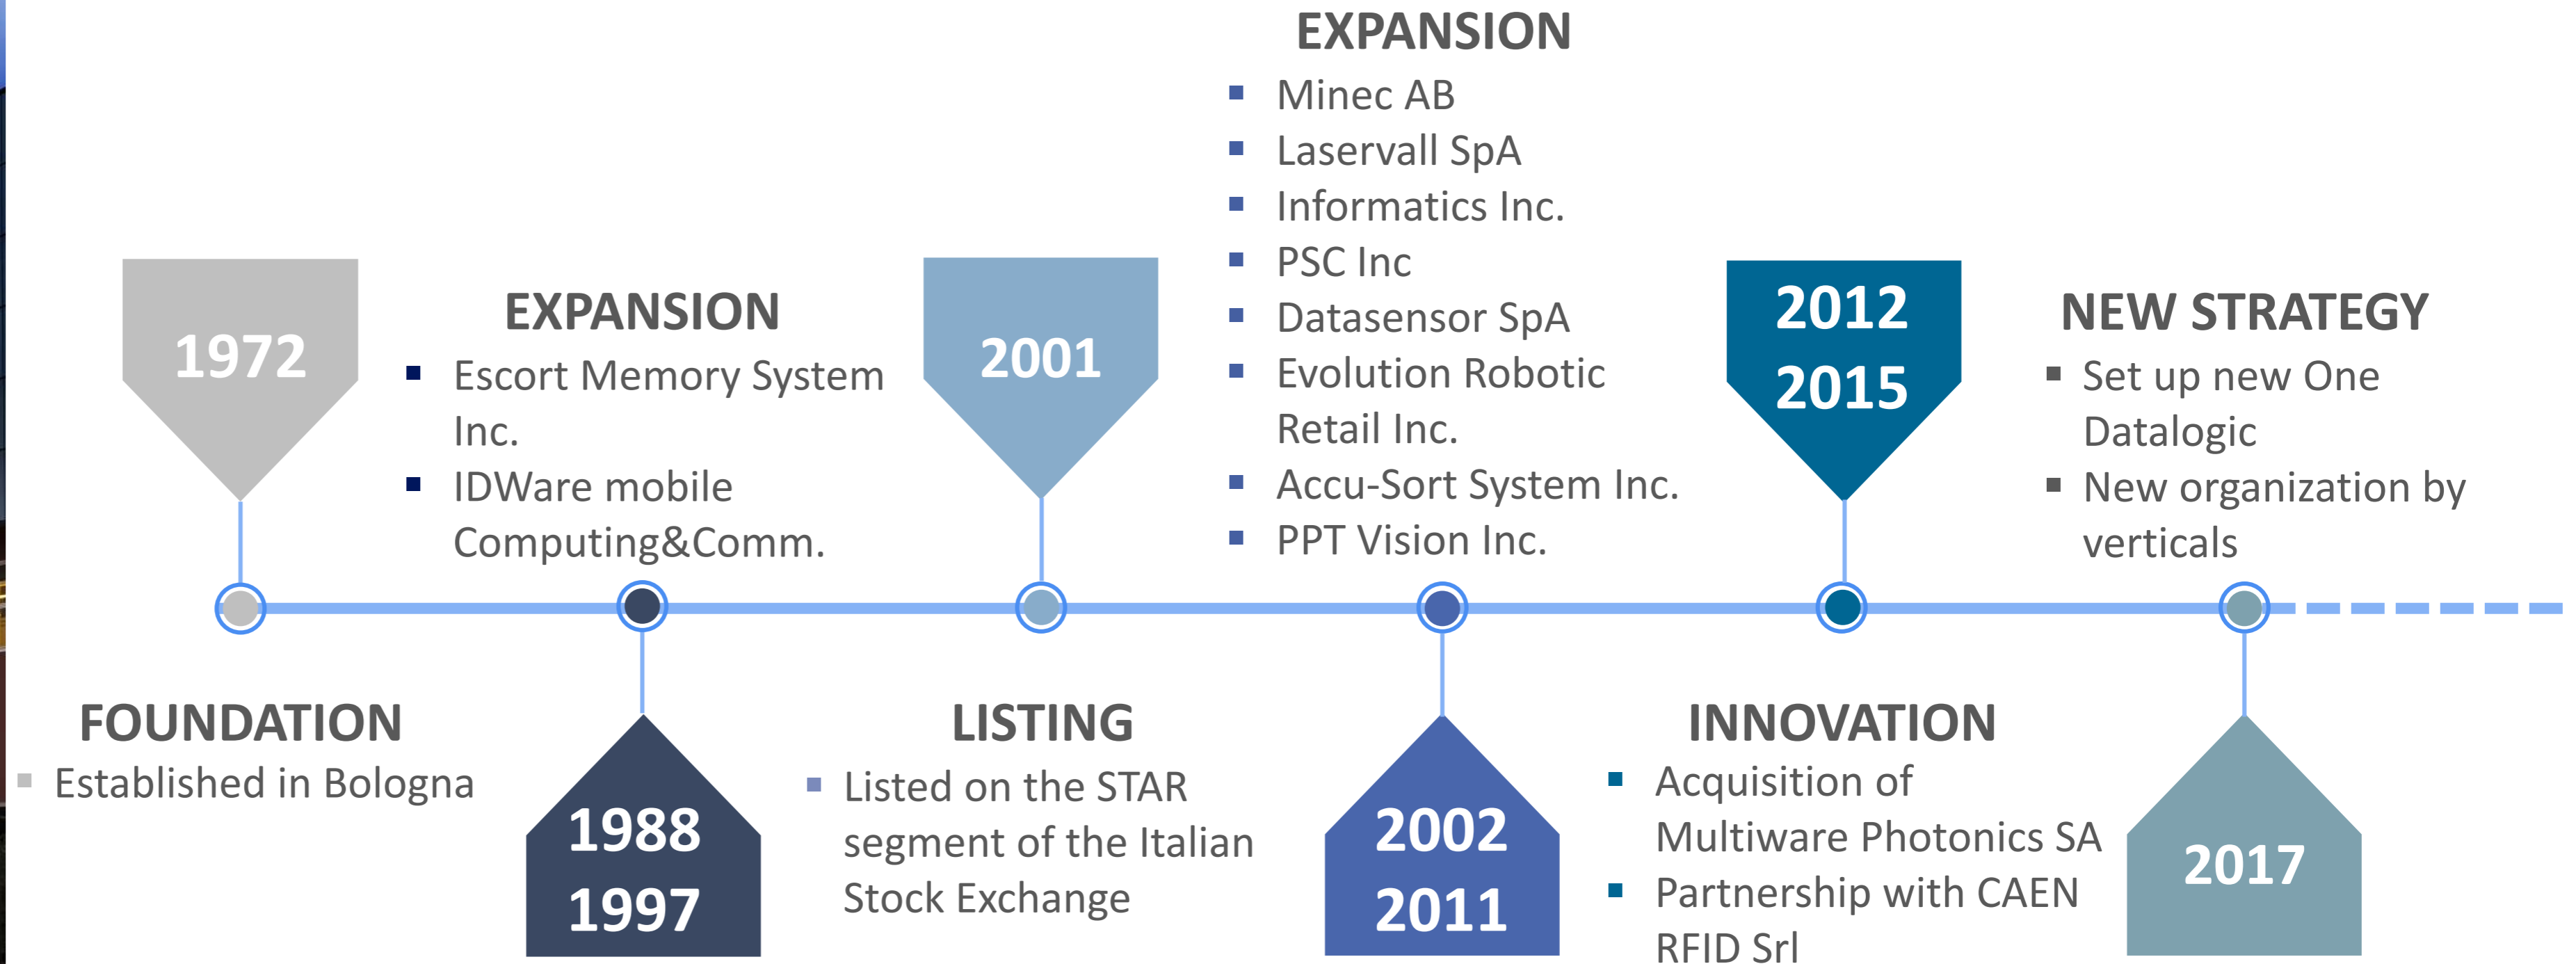 1972
FOUNDATION
Established in Bologna
EXPANSION
Escort Memory System
Inc.
IDWare mobile
Computing&Comm.
1988
1997
2001
LISTING
Listed on the STAR
segment of the Italian
Stock Exchange
EXPANSION
Minec AB
Laservall SpA
Informatics Inc.
PSC Inc
Datasensor SpA
Evolution Robotic
Retail Inc.
Accu-Sort System Inc.
PPT Vision Inc.
2002
2011
2012
2015
INNOVATION
Acquisition of
Multiware Photonics SA
Partnership with CAEN
RFID Srl
NEW STRATEGY
Set up new One
Datalogic
New organization by
verticals
2017